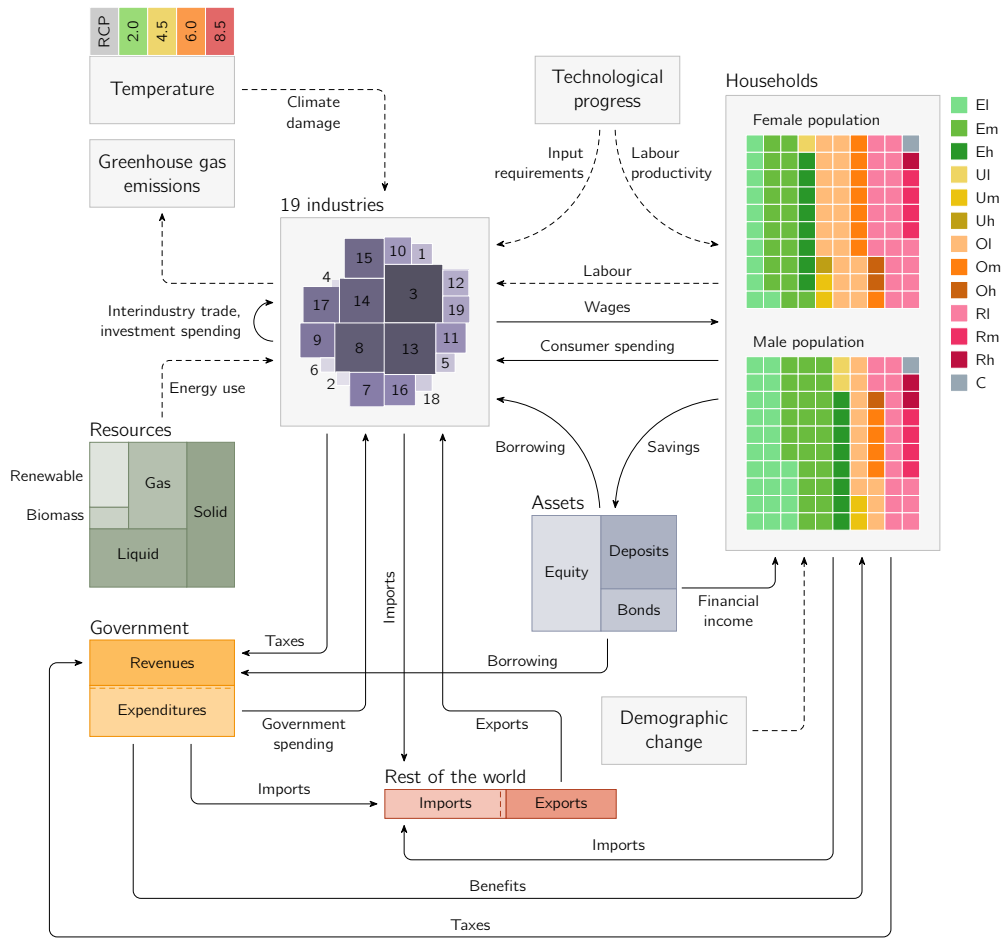 RCP
2.0
4.5
6.0
8.5
Temperature
Climate
damage
Greenhouse gas
emissions
Technological
progress
Input
requirements
Labour
productivity
Households
Female population
Male population
El
Em
Eh
Ul
Um
Uh
Ol
Om
Oh
Rl
Rm
Rh
C
19 industries
15
10
1
4
3
12
17
14
19
9
8
13
11
6
5
2
7
16
18
Interindustry trade,
investment spending
Energy use
Labour
Wages
Consumer spending
Borrowing
Savings
Resources
Renewable
Biomass
Gas
Solid
Liquid
Assets
Equity
Deposits
Bonds
Financial
income
Imports
Government
Revenues
Expenditures
Taxes
Borrowing
Government
spending
Exports
Demographic
change
Imports
Rest of the world
Imports
Exports
Imports
Benefits
Taxes